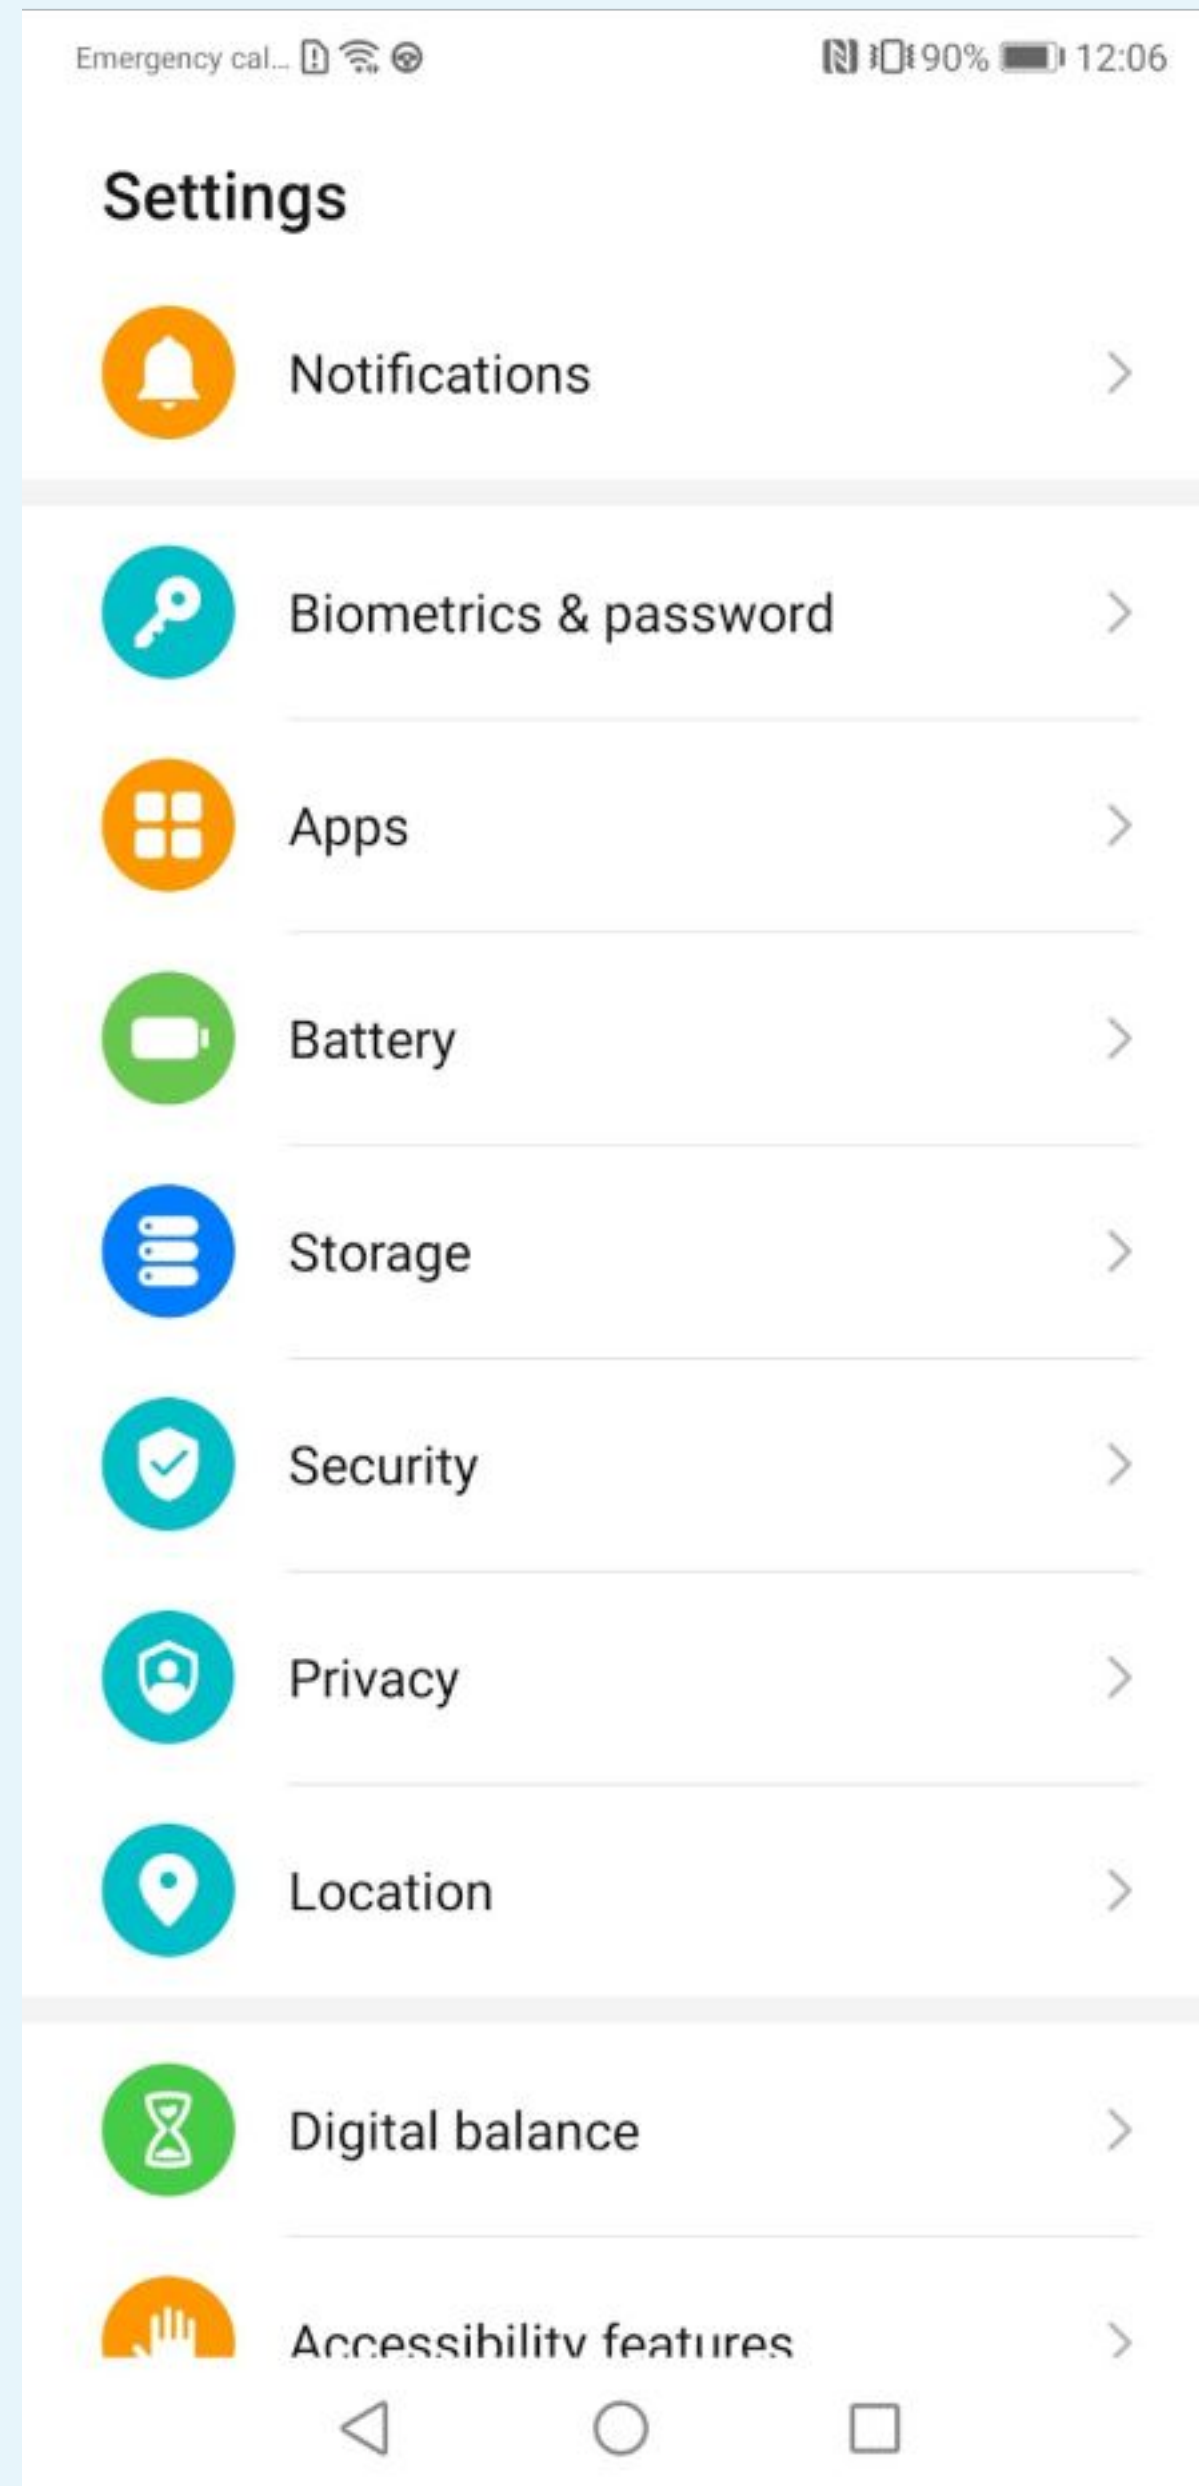 Emergency cal... 90% 12:06
Settings
Notifications
Biometrics & password
Apps
Battery
Storage
Security
Privacy
Location
Digital balance
Accessibility features